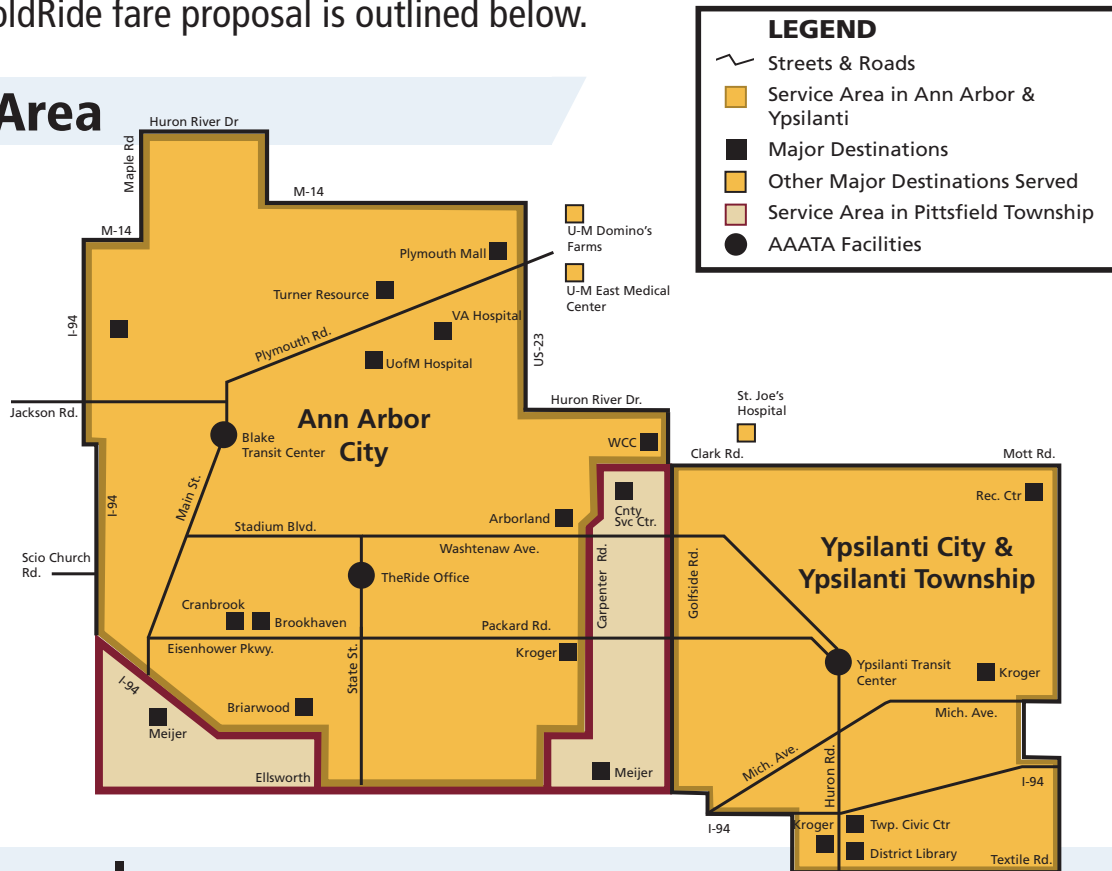 oldRide fare proposal is outlined below.
Area
LEGEND
Streets & Roads
Service Area in Ann Arbor &
Ypsilanti
Major Destinations
Other Major Destinations Served
Service Area in Pittsfield Township
AAATA Facilities
Huron River Dr
Maple Rd
M-14
M-14
U-M Domino's
Farms
Plymouth Mall
U-M East Medical
Center
Turner Resource
VA Hospital
I-94
Plymouth Rd.
US-23
UofM Hospital
Jackson Rd.
Huron River Dr.
St. Joe's
Hospital
Ann Arbor
City
Blake
Transit Center
WCC
Clark Rd.
Mott Rd.
I-94
Main St.
Rec. Ctr
Cnty
Svc Ctr.
Arborland
Stadium Blvd.
Washtenaw Ave.
Ypsilanti City &
Ypsilanti Township
Scio Church
Rd.
TheRide Office
Carpenter Rd.
Golfside Rd.
Cranbrook
Brookhaven
Packard Rd.
Eisenhower Pkwy.
Kroger
State St.
Ypsilanti Transit
Center
Kroger
I-94
Briarwood
Mich. Ave.
Meijer
Ellsworth
Meijer
Mich. Ave.
Huron Rd.
I-94
I-94
Kroger
Twp. Civic Ctr
District Library
Textile Rd.